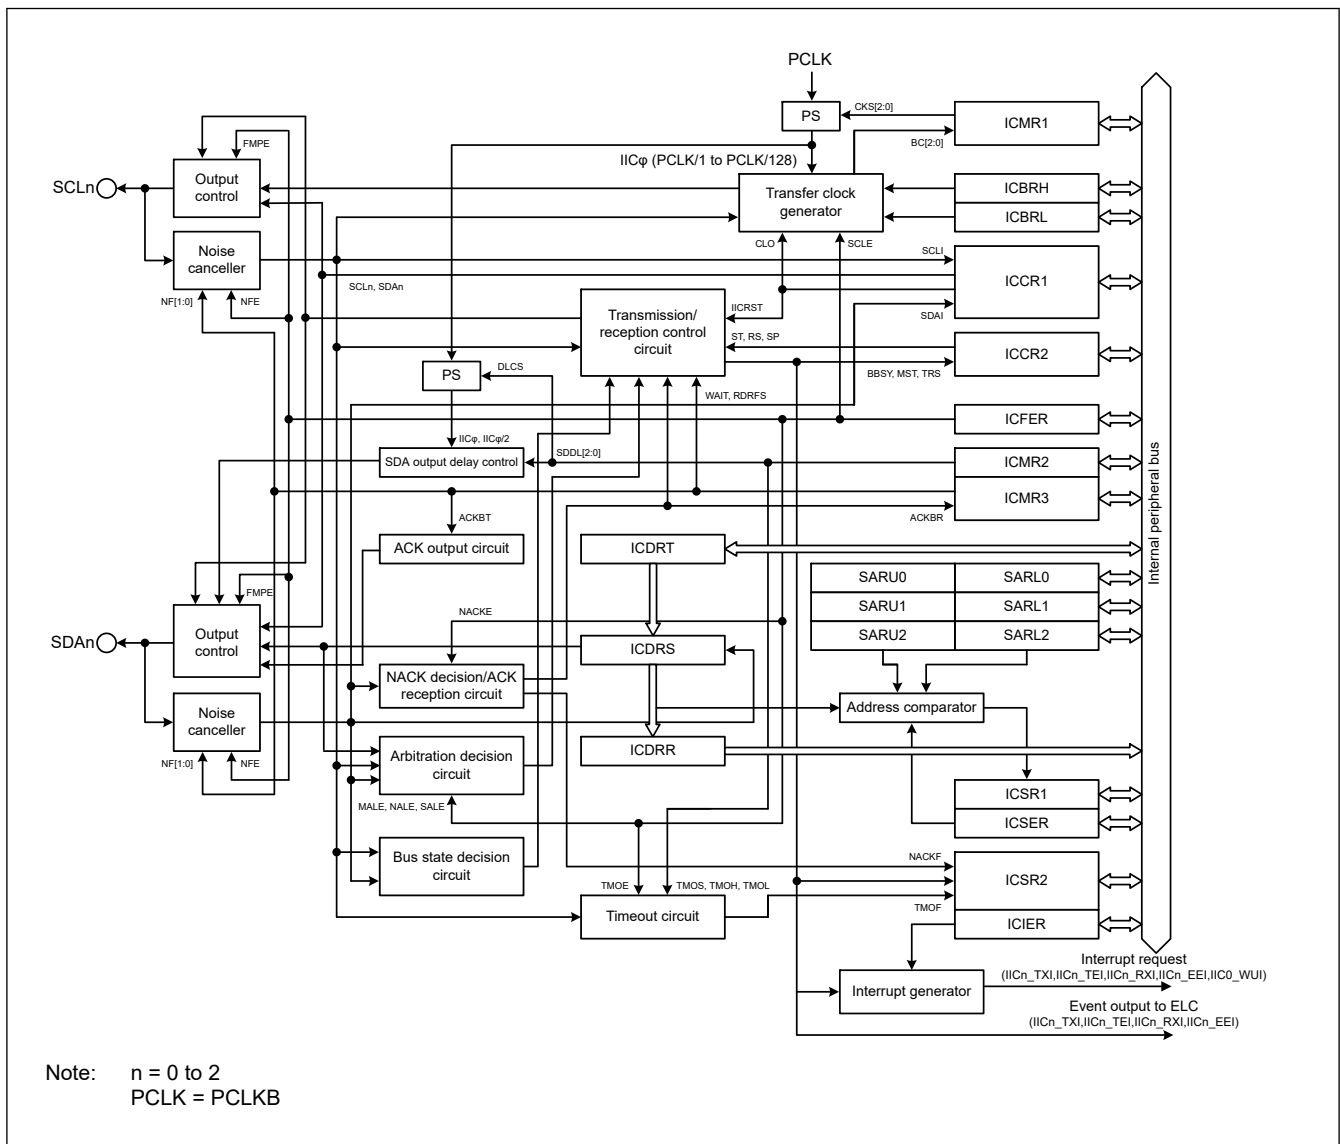 PCLK
PS
CKS[2:0]
ICMR1
BC[2:0]
FMPE
IICφ (PCLK/1 to PCLK/128)
SCLn
Output
control
Transfer clock
generator
ICBRH
ICBRL
Noise
canceller
CLO
SCLE
SCLI
ICCR1
SCLn, SDAn
NF[1:0]
NFE
IICRST
SDAI
Transmission/
reception control
circuit
ST, RS, SP
ICCR2
BBSY, MST, TRS
PS
DLCS
WAIT, RDRFS
ICFER
IICφ, IICφ/2
SDA output delay control
SDDL[2:0]
ICMR2
ICMR3
ACKBT
ACKBR
ACK output circuit
ICDRT
Internal peripheral bus
SARU0
SARL0
FMPE
SARU1
SARL1
NACKE
SDAn
Output
control
ICDRS
SARU2
SARL2
NACK decision/ACK
reception circuit
Noise
canceller
Address comparator
Arbitration decision
circuit
ICDRR
NF[1:0]
NFE
MALE, NALE, SALE
ICSR1
ICSER
Bus state decision
circuit
NACKF
ICSR2
TMOE
TMOS, TMOH, TMOL
TMOF
Timeout circuit
ICIER
Interrupt request
(IICn_TXI,IICn_TEI,IICn_RXI,IICn_EEI,IIC0_WUI)
Interrupt generator
Event output to ELC
(IICn_TXI,IICn_TEI,IICn_RXI,IICn_EEI)
Note: n = 0 to 2
PCLK = PCLKB